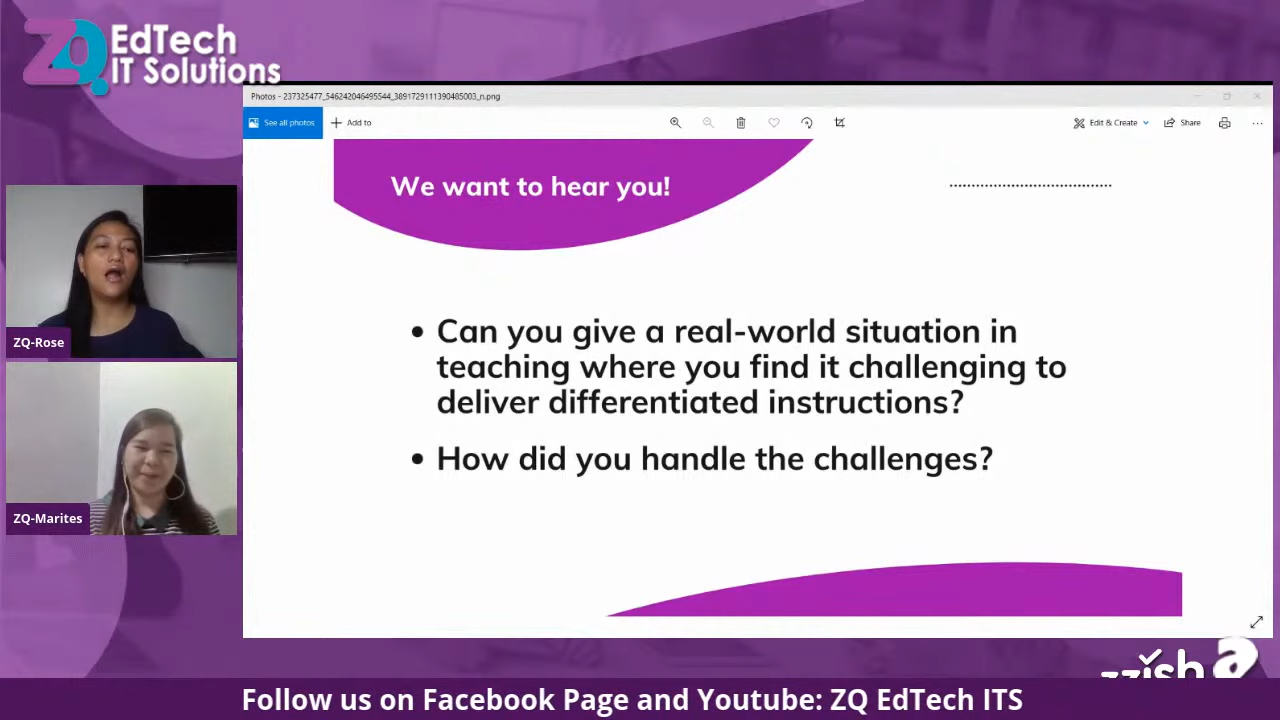 ZQ EdTech
IT Solutions
Photos - 237325477_546242046495544_3891729111390485003_n.png
See all photos
Add to
Edit & Create
Share
We want to hear you!
• Can you give a real-world situation in
teaching where you find it challenging to
deliver differentiated instructions?
• How did you handle the challenges?
ZQ-Rose
ZQ-Marites
zzish a
Follow us on Facebook Page and Youtube: ZQ EdTech ITS